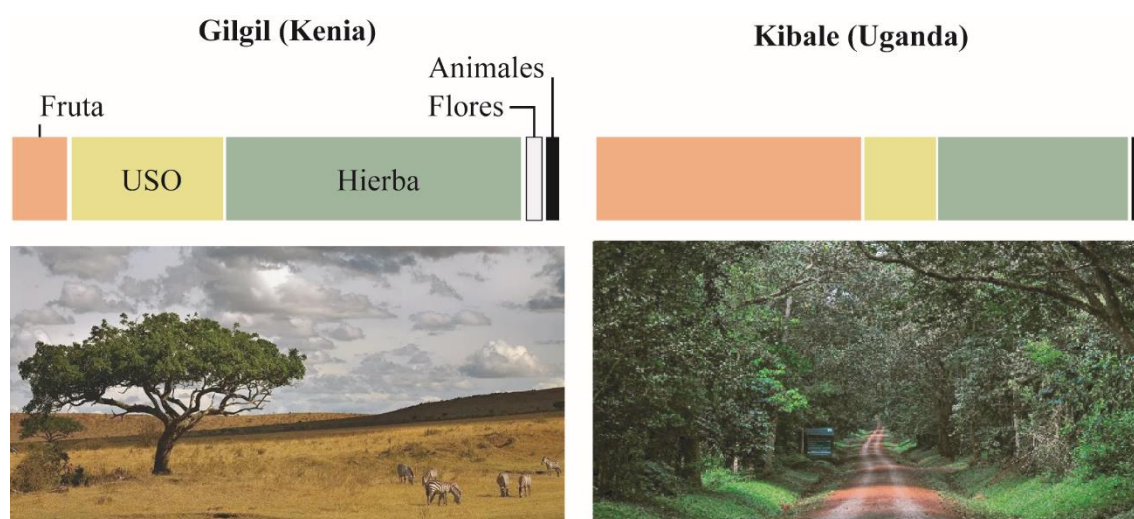 Gilgil (Kenia)
Kibale (Uganda)
Animales
Fruta
Flores
USO
Hierba